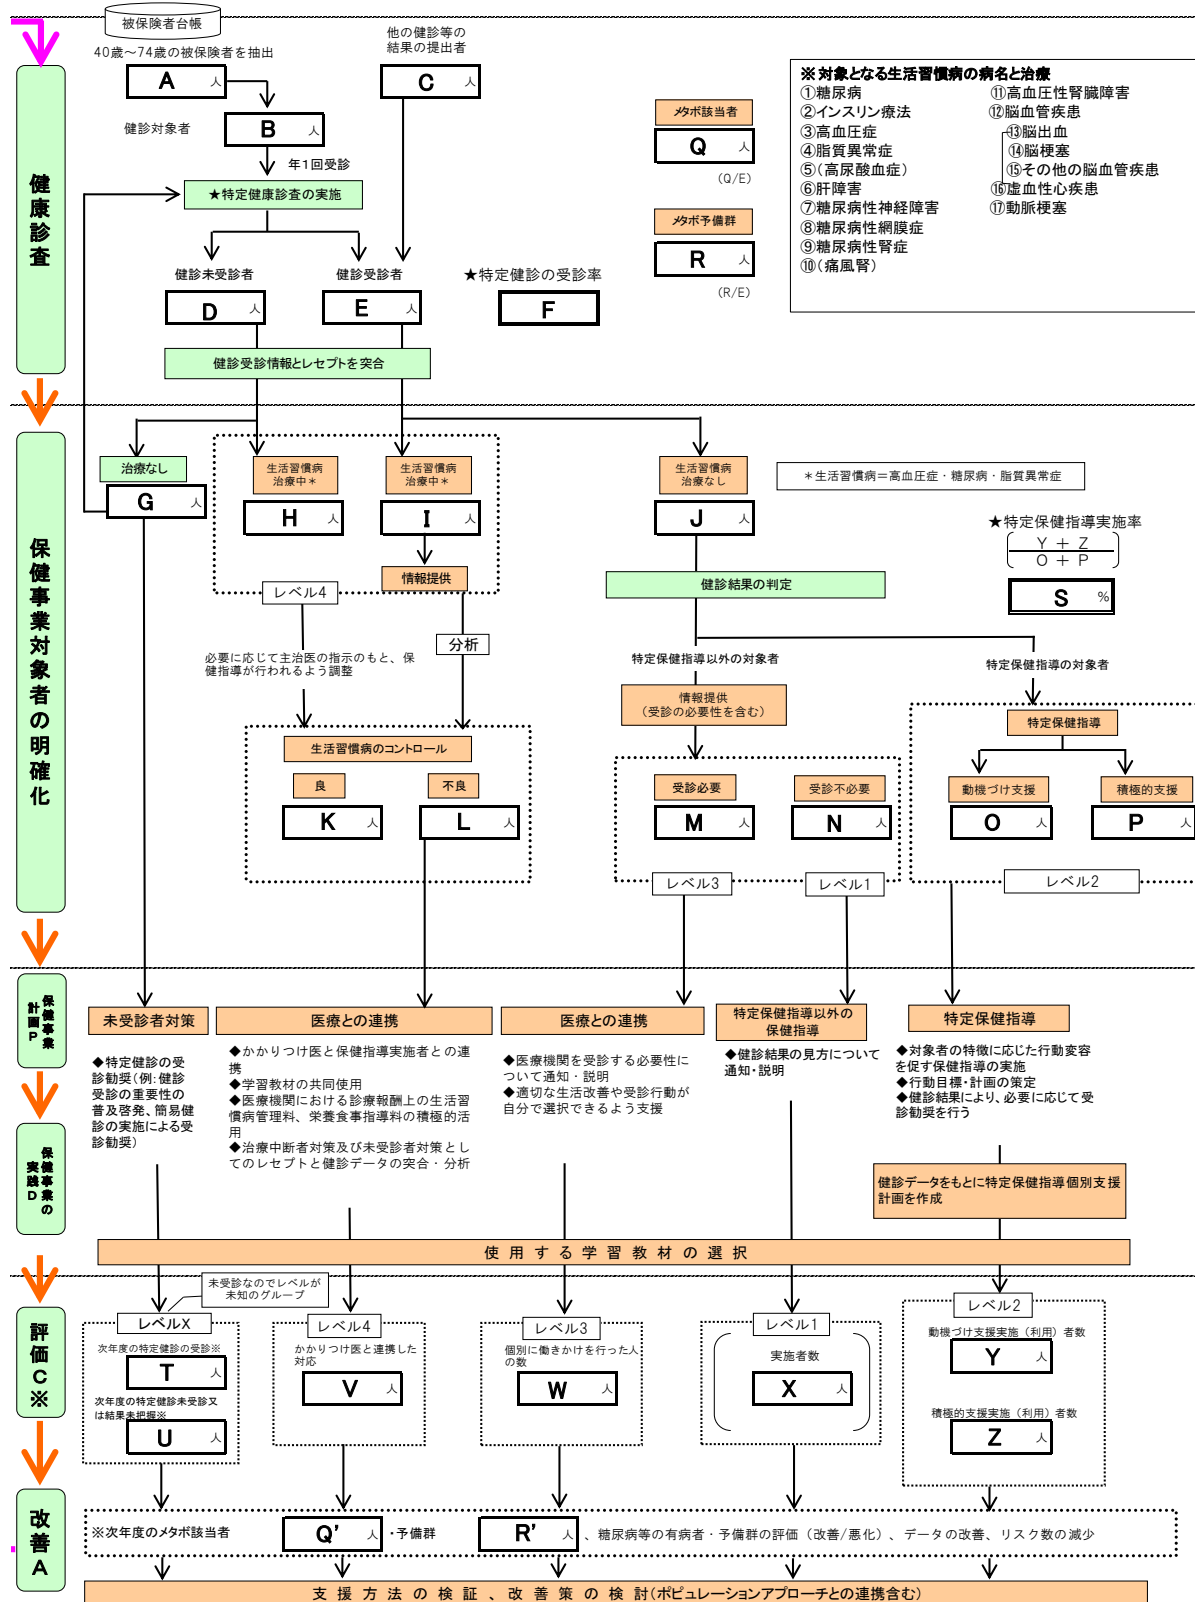 被保険者台帳
40歳～74歳の被保険者を抽出
A 人
他の健診等の
結果の提出者
C 人
健診対象者
B 人
年１回受診
★特定健康診査の実施
健診未受診者
D 人
健診受診者
E 人
★特定健診の受診率
F
健診受診情報とレセプトを突合
メタボ該当者
Q 人
(Q/E)
メタボ予備群
R 人
(R/E)
※対象となる生活習慣病の病名と治療
①糖尿病
②インスリン療法
③高血圧症
④脂質異常症
⑤(高尿酸血症)
⑥肝障害
⑦糖尿病性神経障害
⑧糖尿病性網膜症
⑨糖尿病性腎症
⑩(痛風腎)
⑪高血圧性腎臓障害
⑫脳血管疾患
⑬脳出血
⑭脳梗塞
⑮その他の脳血管疾患
⑯虚血性心疾患
⑰動脈梗塞
健康診査
治療なし
G 人
生活習慣病
治療中＊
H 人
生活習慣病
治療中＊
I 人
情報提供
レベル4
生活習慣病
治療なし
J 人
＊生活習慣病＝高血圧症・糖尿病・脂質異常症
★特定保健指導実施率
Y + Z
O + P
S %
健診結果の判定
分析
必要に応じて主治医の指示のもと、保
健指導が行われるよう調整
特定保健指導以外の対象者
特定保健指導の対象者
情報提供
(受診の必要性を含む)
特定保健指導
生活習慣病のコントロール
良
K 人
不良
L 人
受診必要
M 人
受診不必要
N 人
動機づけ支援
O 人
積極的支援
P 人
レベル3
レベル1
レベル2
保健事業対象者の明確化
保健事業
計画P
未受診者対策
◆特定健診の受
診勧奨(例:健診
受診の重要性の
普及啓発、簡易健
診の実施による受
診勧奨)
医療との連携
◆かかりつけ医と保健指導実施者との連
携
◆学習教材の共同使用
◆医療機関における診療報酬上の生活習
慣病管理料、栄養食事指導料の積極的活
用
◆治療中断者対策及び未受診者対策とし
てのレセプトと健診データの突合・分析
医療との連携
◆医療機関を受診する必要性に
ついて通知・説明
◆適切な生活改善や受診行動が
自分で選択できるよう支援
特定保健指導以外の
保健指導
◆健診結果の見方について
通知・説明
特定保健指導
◆対象者の特徴に応じた行動変容
を促す保健指導の実施
◆行動目標・計画の策定
◆健診結果により、必要に応じて受
診勧奨を行う
保健事業の
実践D
健診データをもとに特定保健指導個別支援
計画を作成
使用する学習教材の選択
未受診なのでレベルが
未知のグループ
レベルX
次年度の特定健診の受診※
T 人
次年度の特定健診未受診又
は結果未把握※
U 人
レベル4
かかりつけ医と連携した
対応
V 人
レベル3
個別に働きかけを行った人
の数
W 人
レベル1
実施者数
X 人
レベル2
動機づけ支援実施（利用）者数
Y 人
積極的支援実施（利用）者数
Z 人
評価C※
改善A
※次年度のメタボ該当者 Q' 人 ・予備群 R' 人 、糖尿病等の有病者・予備群の評価（改善/悪化）、データの改善、リスク数の減少
支援方法の検証、改善策の検討(ポピュレーションアプローチとの連携含む)